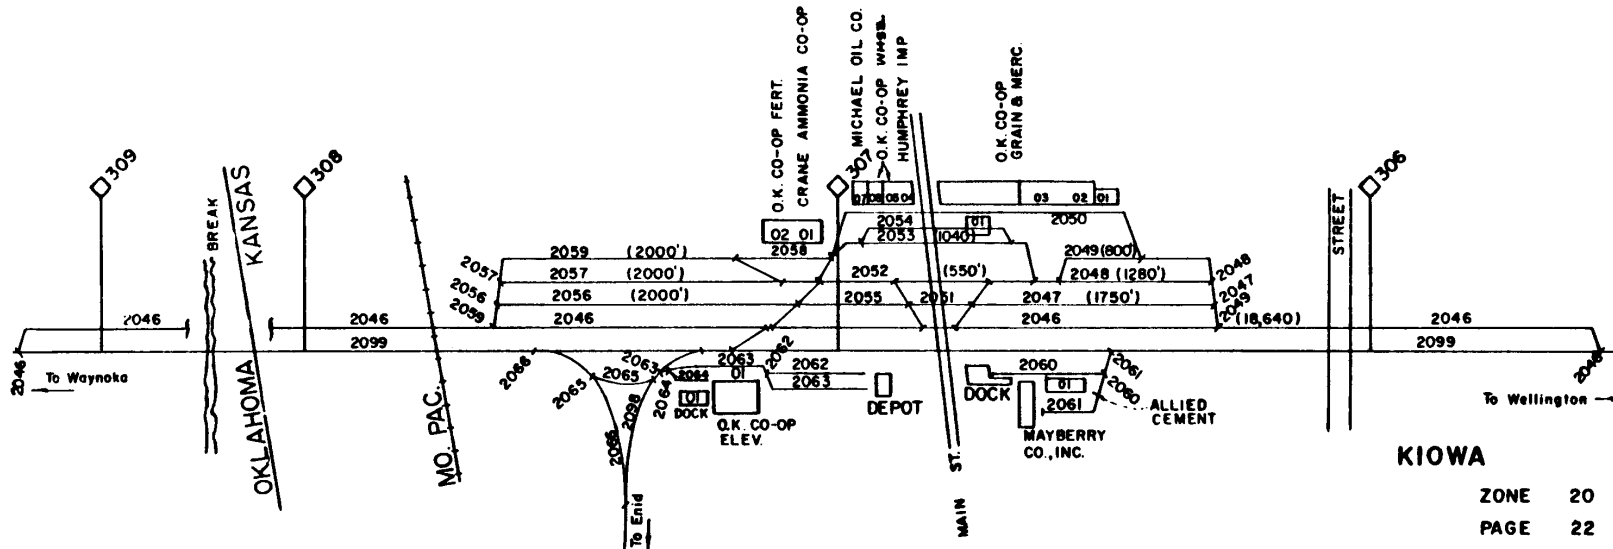 309
308
307
306
BREAK
KANSAS
OKLAHOMA
MO. PAC.
O.K. CO-OP FERT.
CRANE AMMONIA CO-OP
MICHAEL OIL CO.
O.K. CO-OP WHSE.
HUMPHREY IMP
O.K. CO-OP
GRAIN & MERC.
STREET
07 08 05 04
03 02 01
02 01
01
2054
2050
2053 (1040')
2059 (2000')
2058
2049 (800')
2057
2057 (2000')
2052 (550')
2048 (1280')
2048
2056
2056 (2000')
2055
2051
2047 (1750')
2047
2059
2049
2046
2046
2046
2046
(18,640)
2046
2099
2099
2046
2046
To Waynoka
To Wellington
2066
2065
2065
2063
2064
2064
2063
2062
2062
2063
01
01
DOCK
O.K. CO-OP
ELEV.
DEPOT
2060
2061
2060
DOCK
01
2061
ALLIED
CEMENT
MAYBERRY
CO., INC.
2098
2066
To Enid
MAIN ST.
KIOWA
ZONE 20
PAGE 22